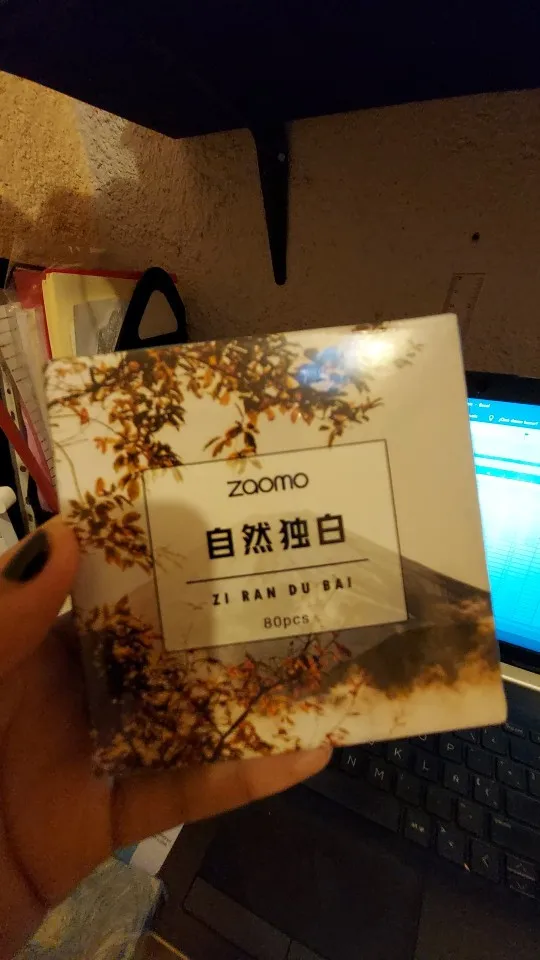 zaomo
自然独白
ZI RAN DU BAI
80pcs